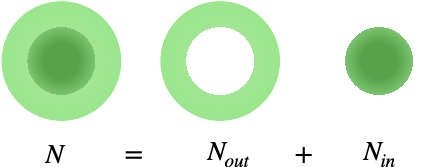 N = N_out + N_in